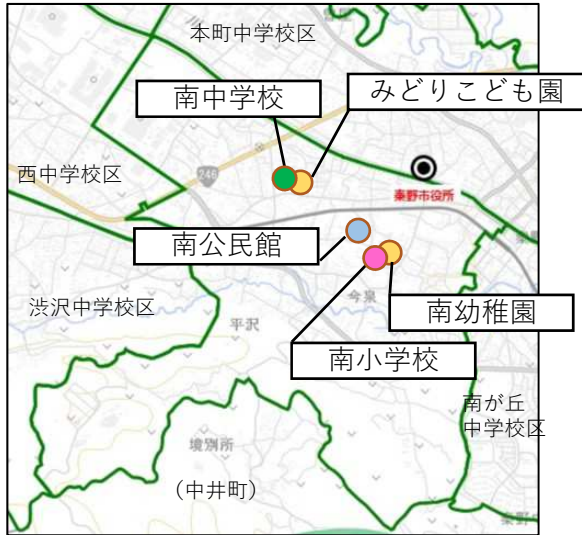 本町中学校区
南中学校
みどりこども園
246
西中学校区
秦野市役所
南公民館
渋沢中学校区
今泉
南幼稚園
平沢
南小学校
南が丘
中学校区
境別所
（中井町）